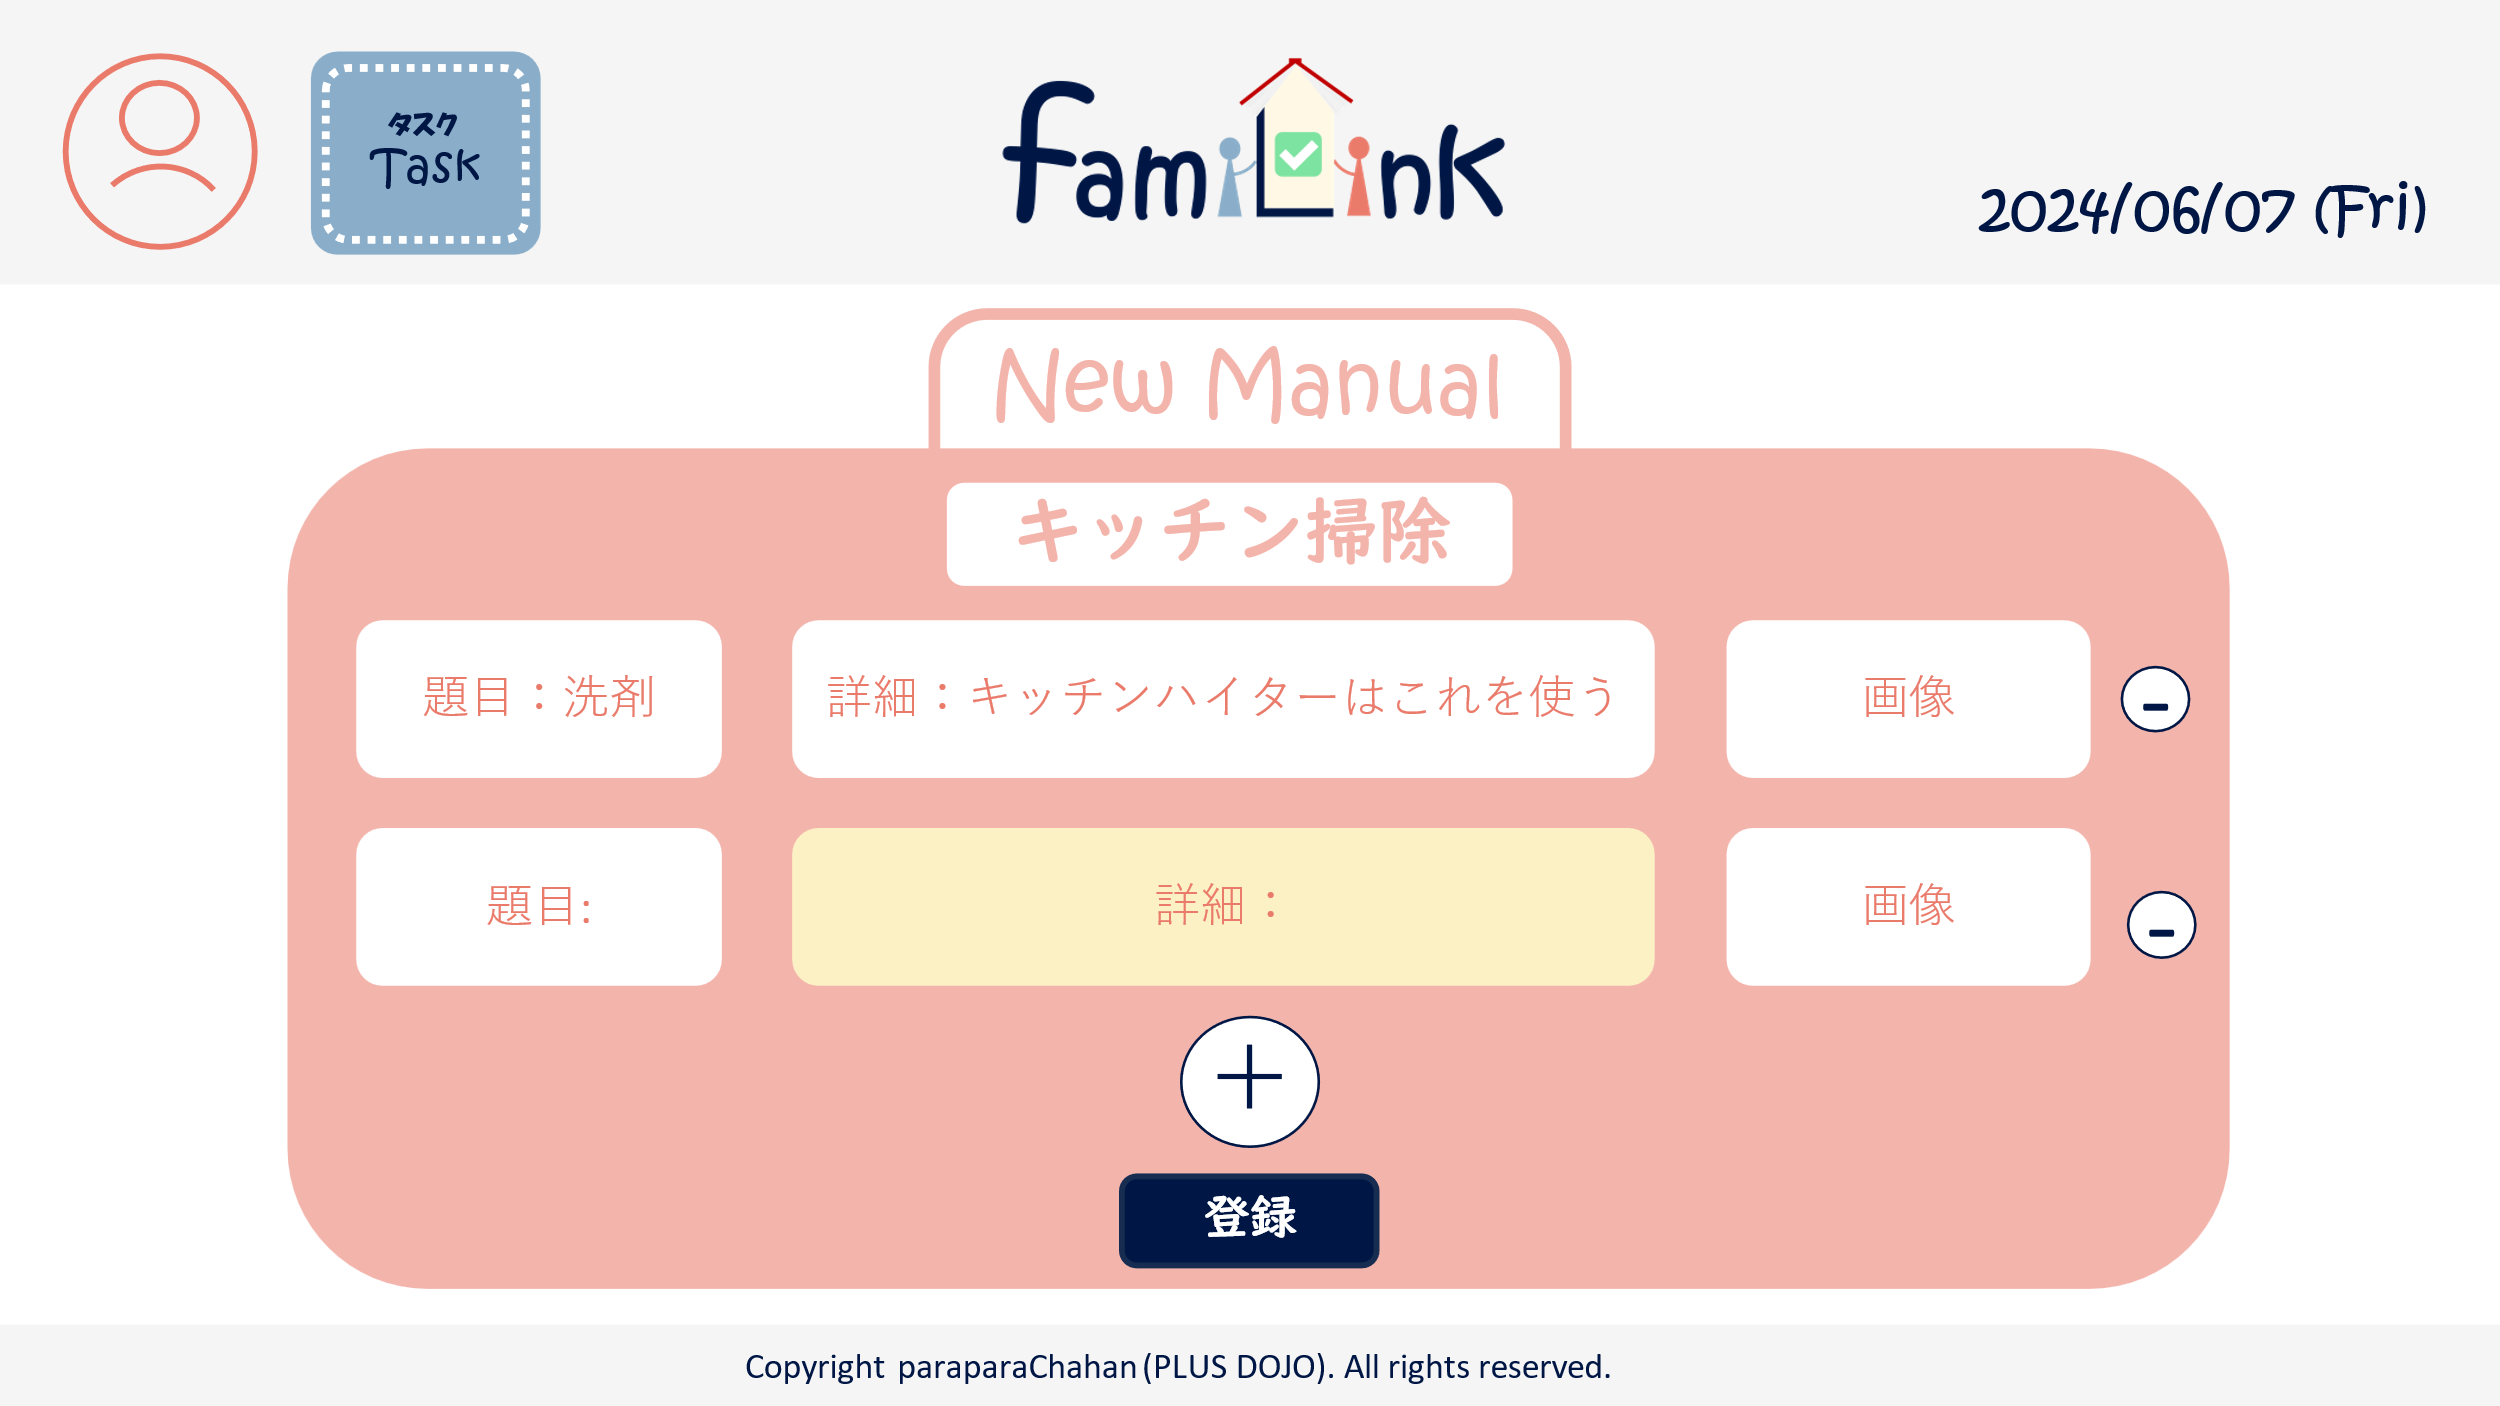 タスク
Task
FamiLink
2024/06/07 (Fri)
New Manual
キッチン掃除
題目：洗剤
詳細：キッチンハイターはこれを使う
画像
-
題目:
詳細：
画像
-
+
登録
Copyright paraparaChahan(PLUS DOJO). All rights reserved.